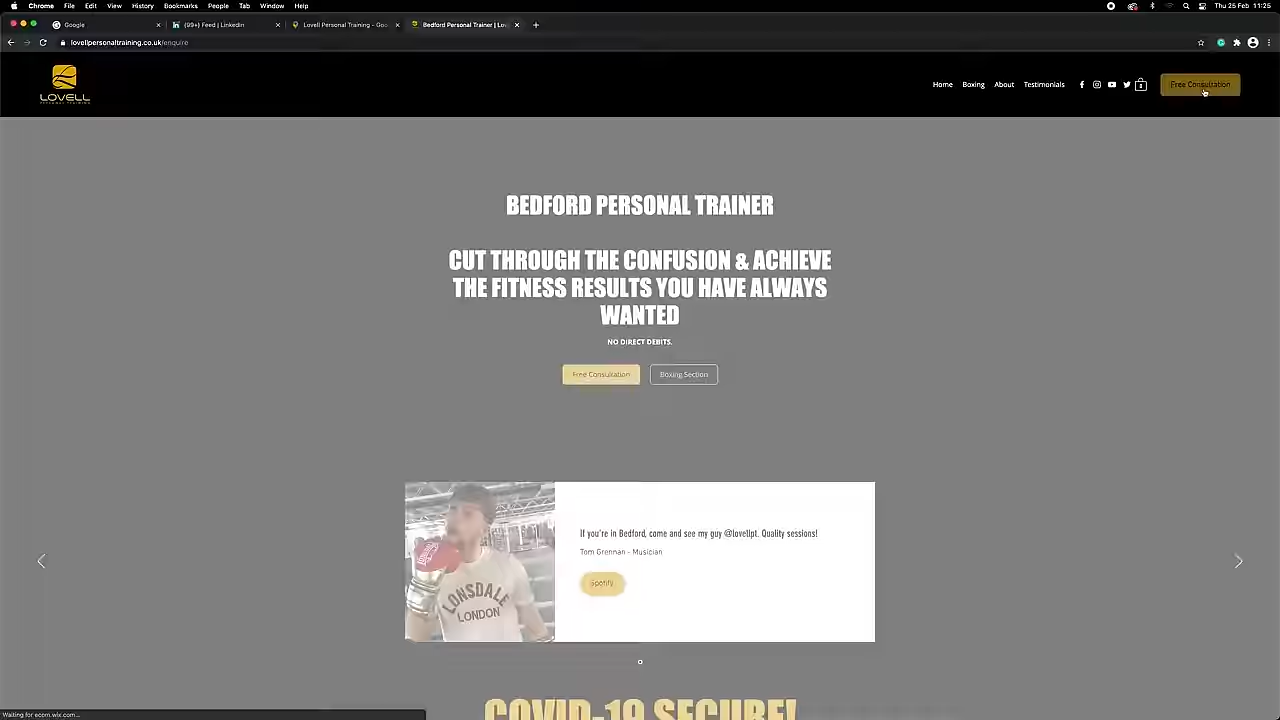 Chrome File Edit View History Bookmarks People Tab Window Help
Thu 25 Feb 11:25
Google
(99+) Feed | LinkedIn
Lovell Personal Training - Goo
Bedford Personal Trainer | Lov
lovellpersonaltraining.co.uk/enquire
LOVELL
PERSONAL TRAINING
Home Boxing About Testimonials
0
Free Consultation
BEDFORD PERSONAL TRAINER
CUT THROUGH THE CONFUSION & ACHIEVE
THE FITNESS RESULTS YOU HAVE ALWAYS
WANTED
NO DIRECT DEBITS.
Free Consultation
Boxing Section
LONSDALE
LONDON
If you're in Bedford, come and see my guy @lovellpt. Quality sessions!
Tom Grennan - Musician
Spotify
COVID-19 SECURE!
Waiting for ecom.wix.com...